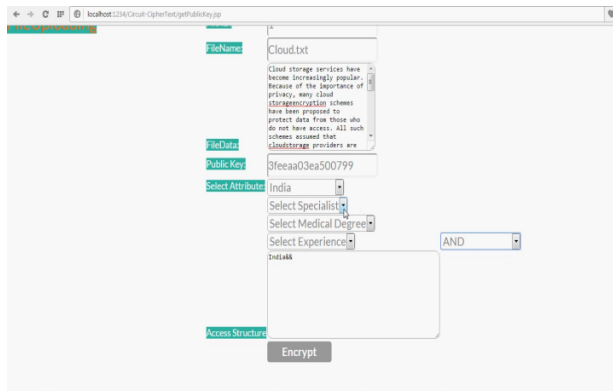 localhost:1234/Circuit-CipherText/getPublicKey.jsp
FileName:
Cloud.txt
Cloud storage services have
become increasingly popular.
Because of the importance of
privacy, many cloud
storageencryption schemes
have been proposed to
protect data from those who
do not have access. All such
schemes assumed that
cloudstorage providers are
FileData:
Public Key:
3feeaa03ea500799
Select Attribute:
India
Select Specialist
Select Medical Degree
Select Experience
AND
India&&
Access Structure
Encrypt